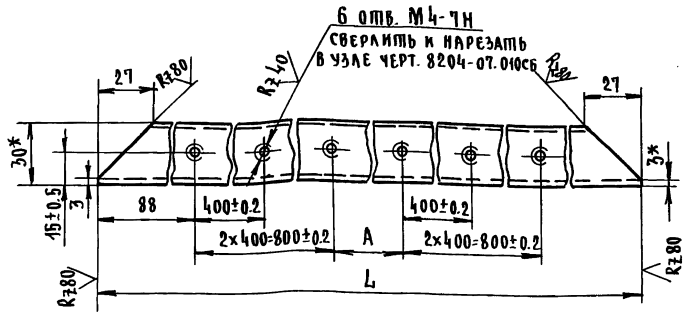 6 отв. М4-7Н
СВЕРЛИТЬ И НАРЕЗАТЬ
В УЗЛЕ ЧЕРТ. 8204-07.010СБ
27
Rz80
Rz40
Rz80
27
30*
15±0.5
3
88
400±0.2
400±0.2
3*
2×400=800±0.2
А
2×400=800±0.2
Rz80
L
Rz80